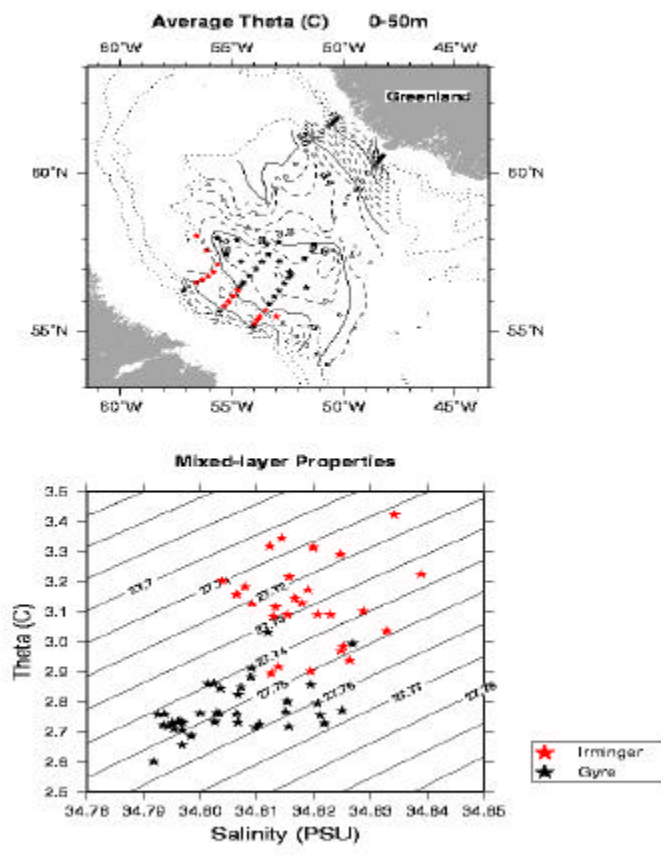 Average Theta (C) 0-50m
60°W 55°W 50°W 45°W
Greenland
60°N 60°N
55°N 55°N
60°W 55°W 50°W 45°W
Mixed-layer Properties
3.5
3.4
3.3
3.2
3.1
3.0
2.9
2.8
2.7
2.6
2.5
Theta (C)
27.7
27.72
27.74
27.75
27.76
27.77
27.78
34.78 34.79 34.80 34.81 34.82 34.83 34.84 34.85
Salinity (PSU)
Irminger
Gyre